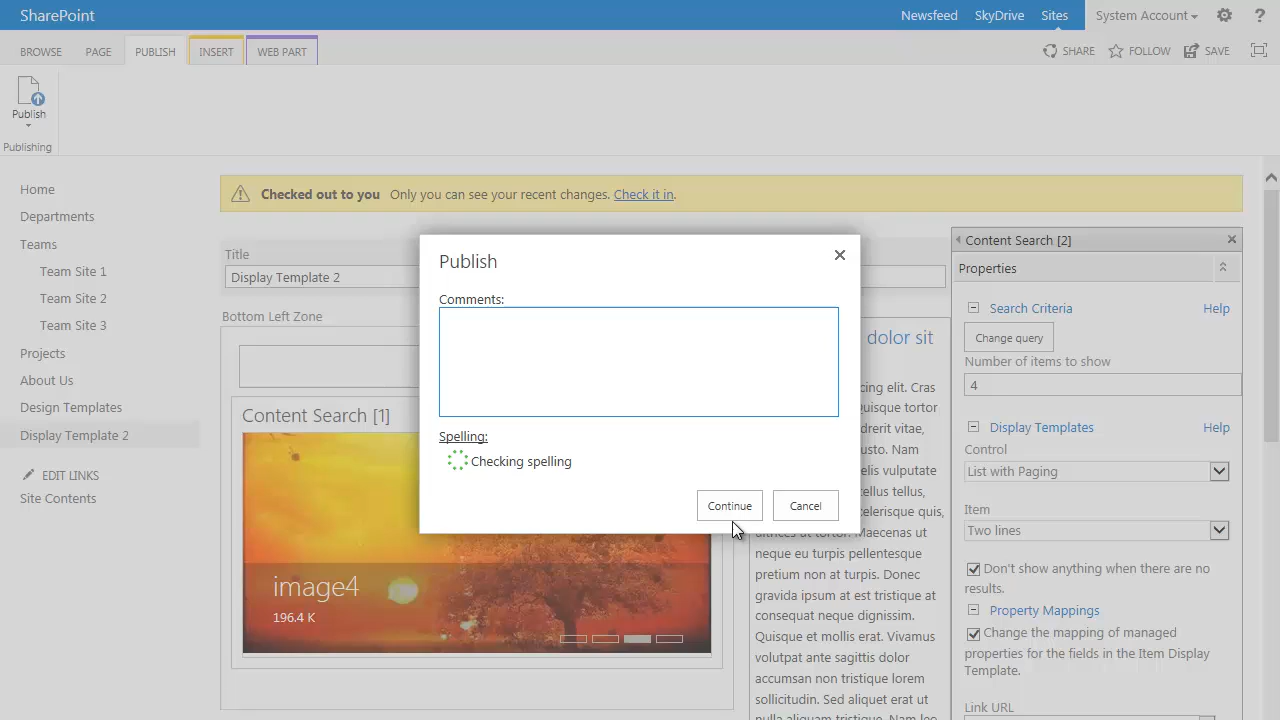 SharePoint
Newsfeed SkyDrive Sites System Account ?
BROWSE PAGE PUBLISH INSERT WEB PART SHARE FOLLOW SAVE
Publish
Publishing
Home
Departments
Teams
Team Site 1
Team Site 2
Team Site 3
Projects
About Us
Design Templates
Display Template 2
EDIT LINKS
Site Contents
Checked out to you Only you can see your recent changes. Check it in.
Title
Display Template 2
Bottom Left Zone
Content Search [1]
image4
196.4 K
Publish
Comments:
Spelling:
Checking spelling
Continue Cancel
dolor sit
cing elit. Cras
Quisque tortor
drerit vitae,
usto. Nam
elis vulputate
tellus tellus,
celerisque quis,
ultrices at tortor. Maecenas ut
neque eu turpis pellentesque
pretium non at turpis. Donec
gravida ipsum at est tristique at
consequat neque dignissim.
Quisque et mollis erat. Vivamus
volutpat ante sagittis dolor
accumsan non tristique lorem
sollicitudin. Sed aliquet erat ut
nulla aliquam tristique. Nam leo
Content Search [2]
Properties
Search Criteria Help
Change query
Number of items to show
4
Display Templates Help
Control
List with Paging
Item
Two lines
Don't show anything when there are no
results.
Property Mappings
Change the mapping of managed
properties for the fields in the Item Display
Template.
Link URL